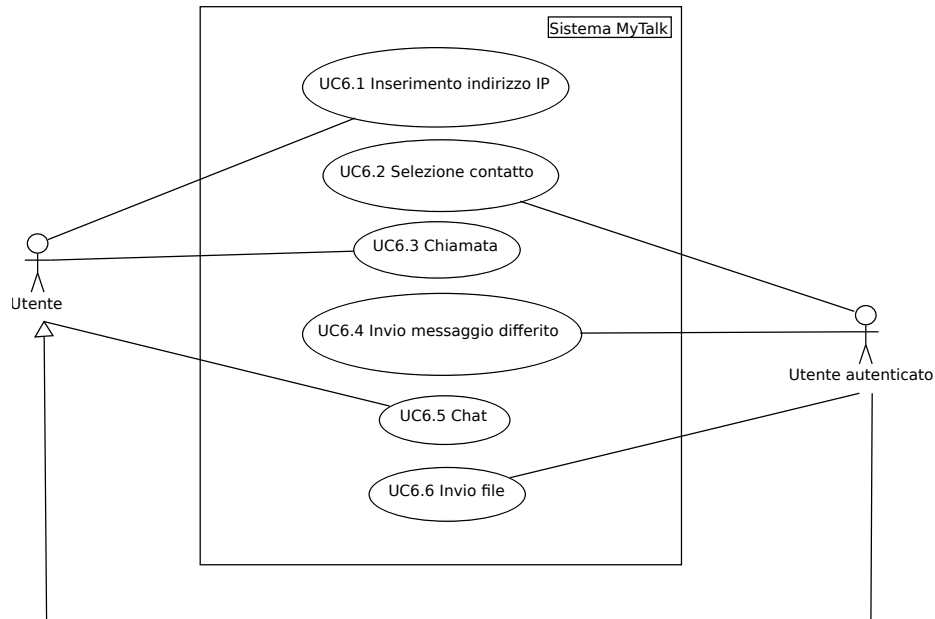 Sistema MyTalk
UC6.1 Inserimento indirizzo IP
UC6.2 Selezione contatto
UC6.3 Chiamata
Utente
UC6.4 Invio messaggio differito
Utente autenticato
UC6.5 Chat
UC6.6 Invio file